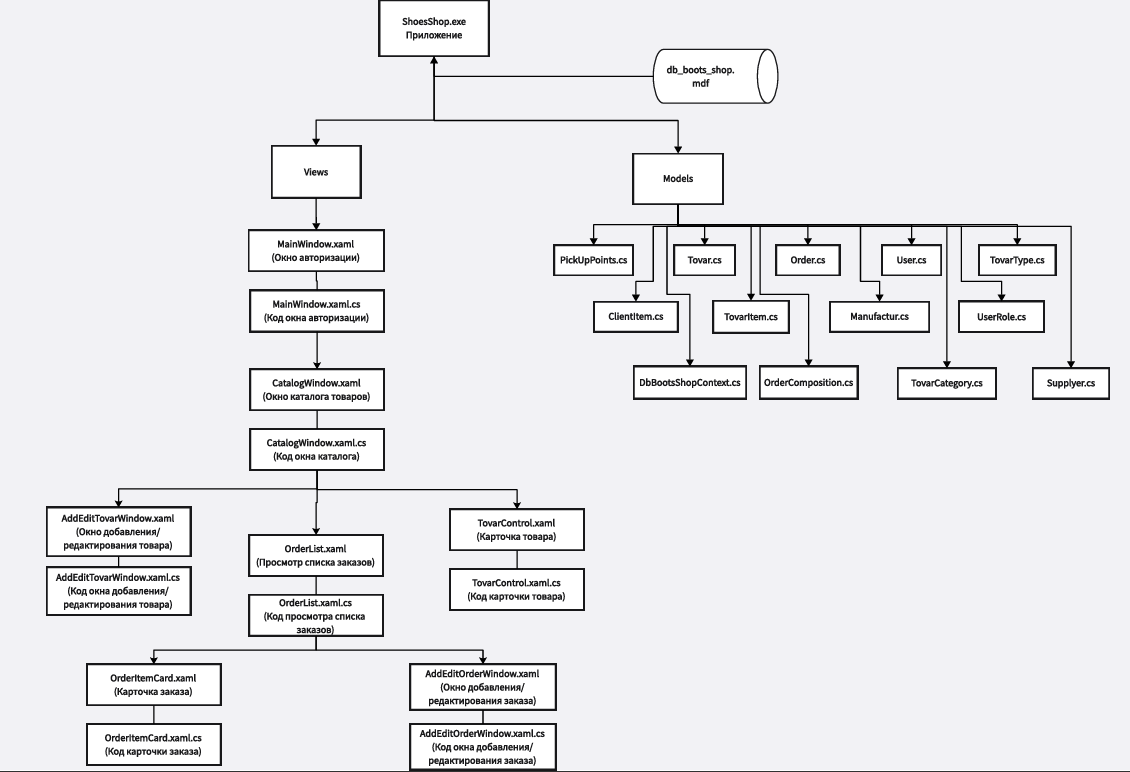 ShoesShop.exe
Приложение
db_boots_shop.
mdf
Views
Models
MainWindow.xaml
(Окно авторизации)
MainWindow.xaml.cs
(Код окна авторизации)
CatalogWindow.xaml
(Окно каталога товаров)
CatalogWindow.xaml.cs
(Код окна каталога)
PickUpPoints.cs
Tovar.cs
Order.cs
User.cs
TovarType.cs
ClientItem.cs
TovarItem.cs
Manufactur.cs
UserRole.cs
DbBootsShopContext.cs
OrderComposition.cs
TovarCategory.cs
Supplyer.cs
AddEditTovarWindow.xaml
(Окно добавления/
редактирования товара)
AddEditTovarWindow.xaml.cs
(Код окна добавления/
редактирования товара)
OrderList.xaml
(Просмотр списка заказов)
OrderList.xaml.cs
(Код просмотра списка
заказов)
TovarControl.xaml
(Карточка товара)
TovarControl.xaml.cs
(Код карточки товара)
OrderItemCard.xaml
(Карточка заказа)
OrderItemCard.xaml.cs
(Код карточки заказа)
AddEditOrderWindow.xaml
(Окно добавления/
редактирования заказа)
AddEditOrderWindow.xaml.cs
(Код окна добавления/
редактирования заказа)